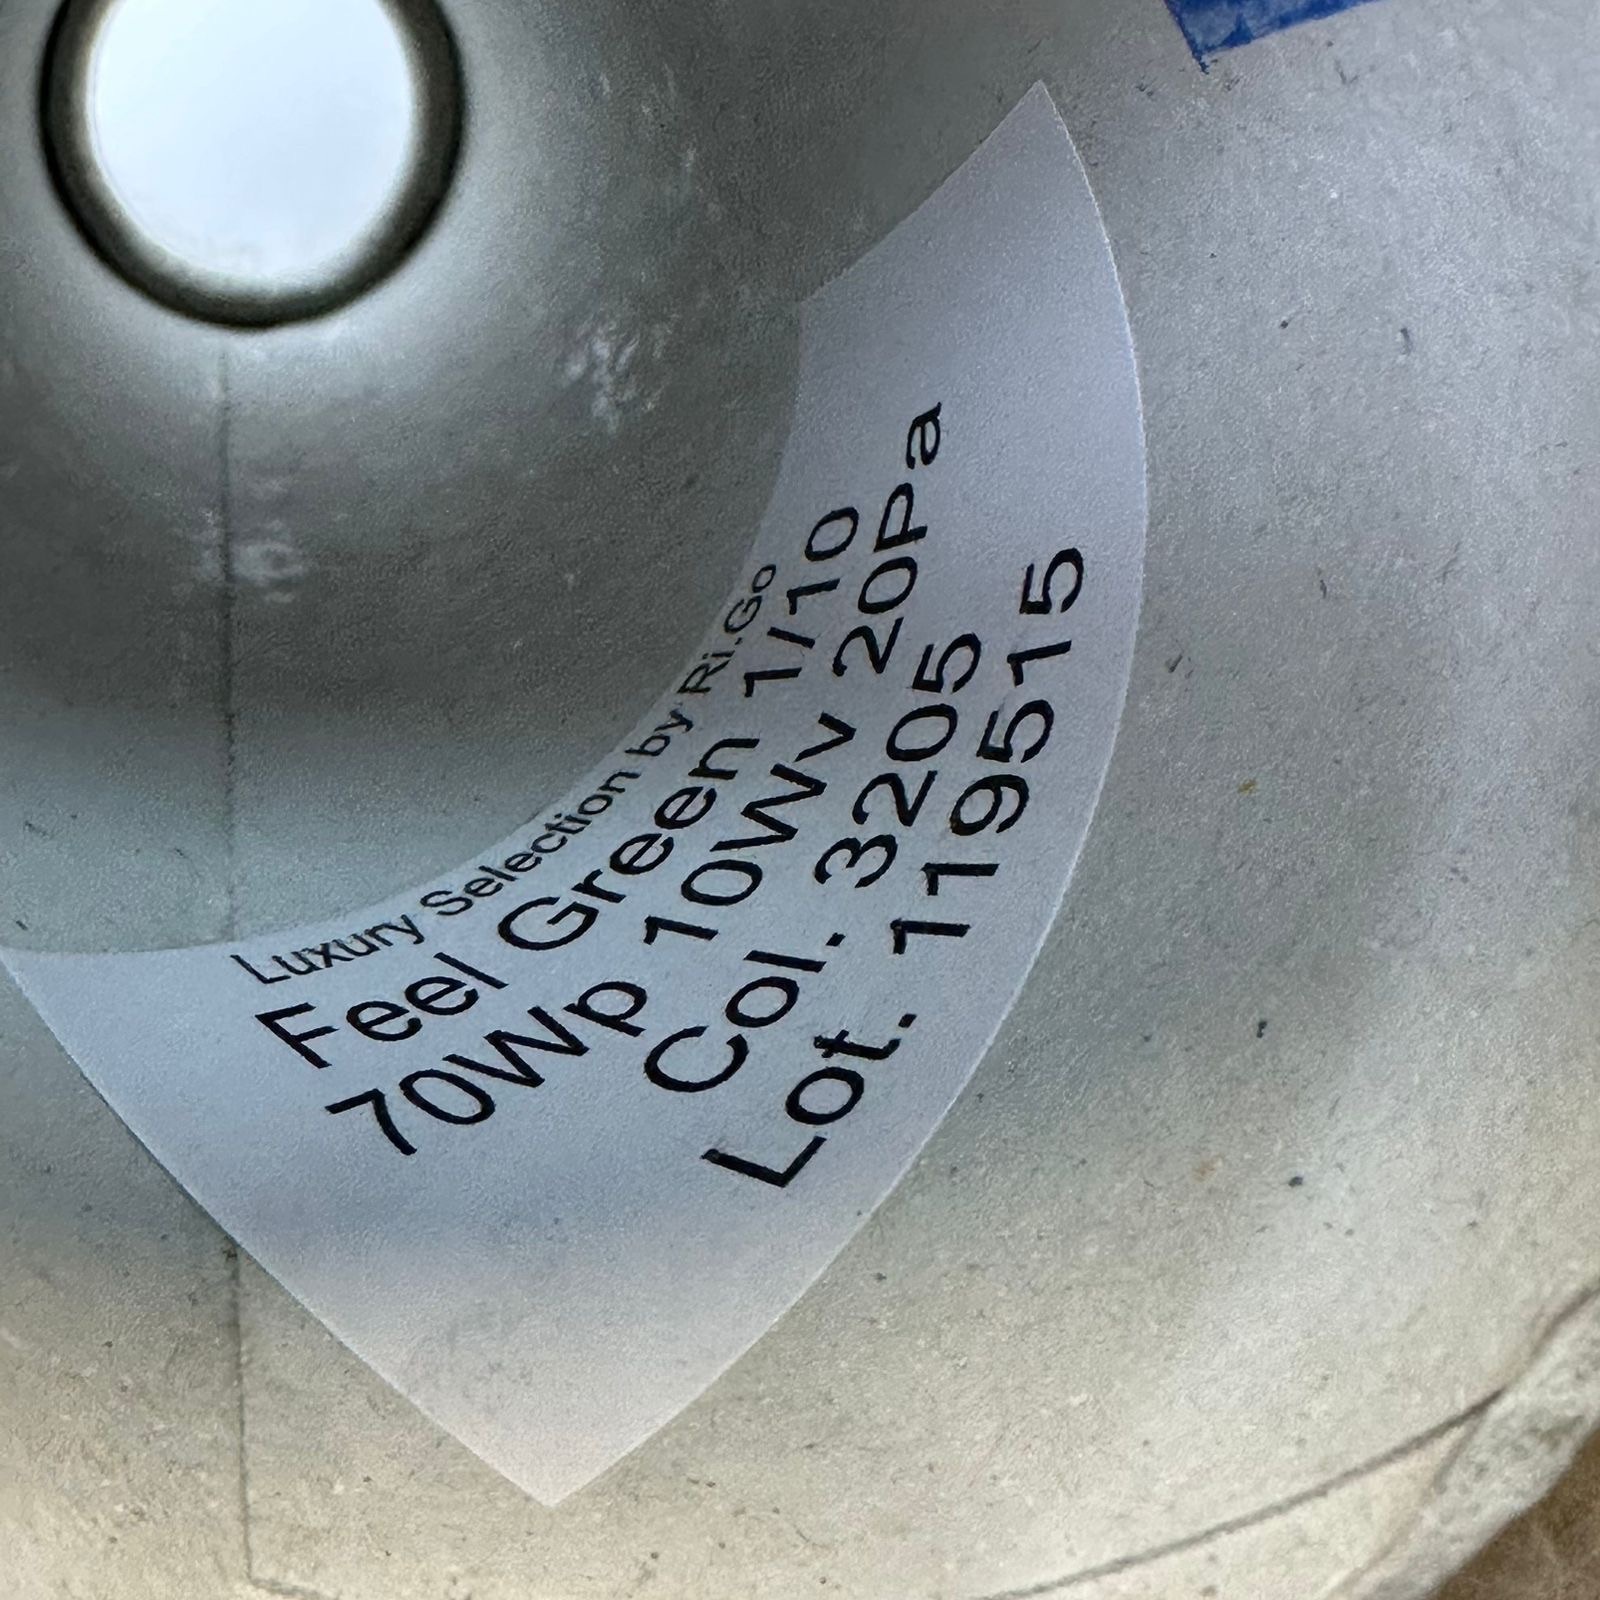 Luxury Selection by Ri.Go
Feel Green 1/10
70Wp 10Wv 20Pa
Col. 3205
Lot. 119515